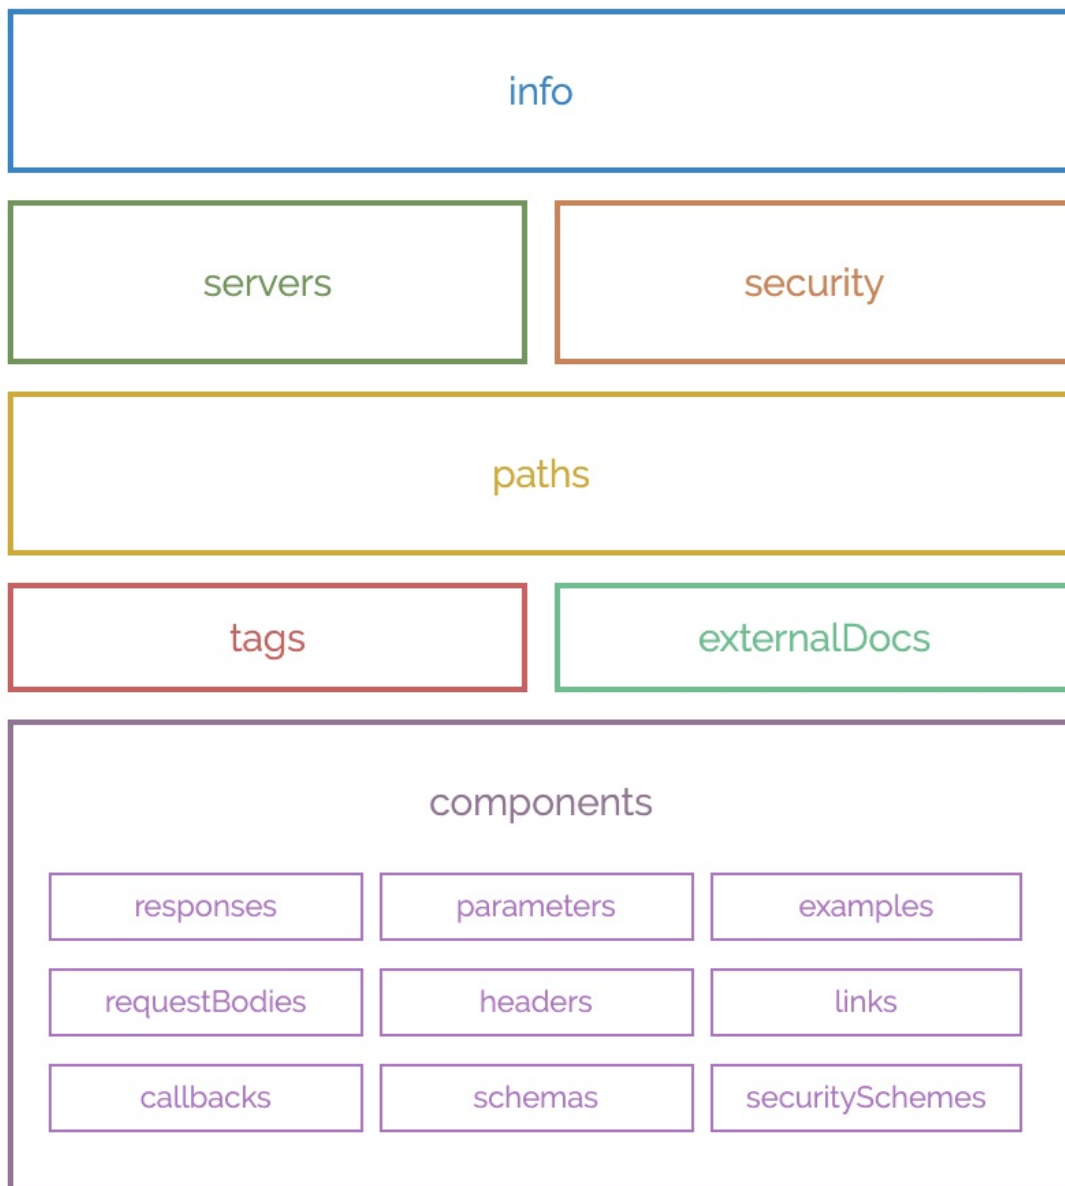 info
servers
security
paths
tags
externalDocs
components
responses
parameters
examples
requestBodies
headers
links
callbacks
schemas
securitySchemes